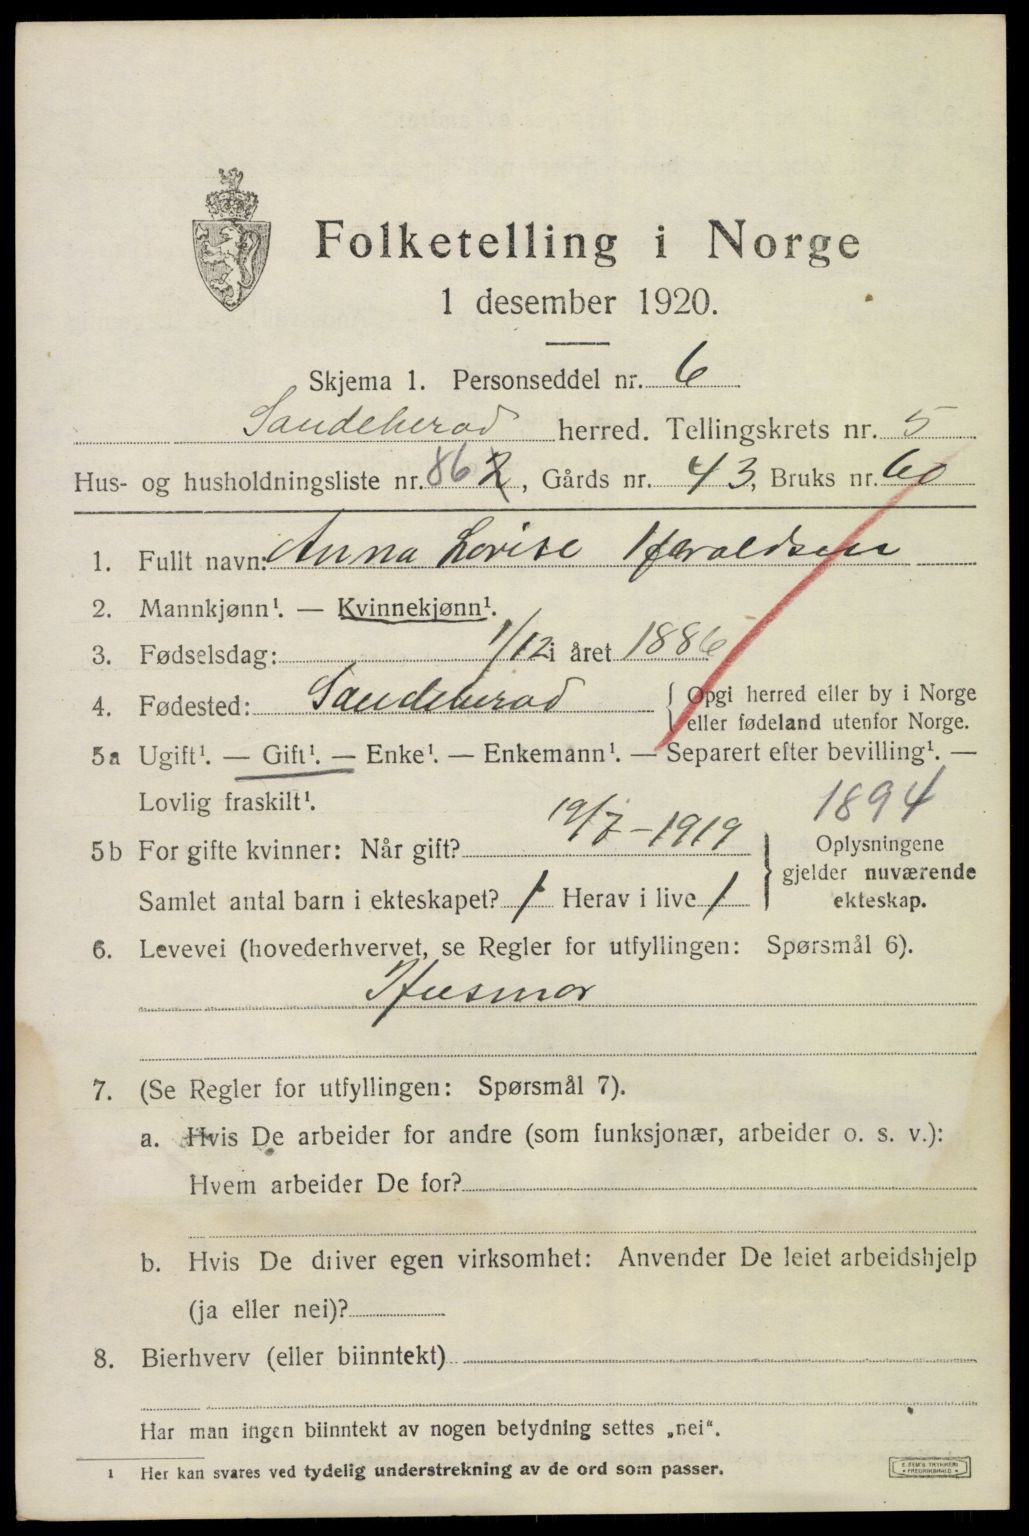 Folketelling i Norge
1 desember 1920.
Skjema 1. Personseddel nr. 6
Sandeherad herred. Tellingskrets nr. 5
Hus- og husholdningsliste nr. 862, Gårds nr. 43, Bruks nr. 60
1. Fullt navn: Anna Lovise Haraldsen
2. Mannkjønn¹. — Kvinnekjønn¹.
3. Fødselsdag: 1/12 i året 1886
4. Fødested: Sandeherad { Opgi herred eller by i Norge
eller fødeland utenfor Norge.
5a Ugift¹. — Gift¹. — Enke¹. — Enkemann¹. — Separert efter bevilling¹. —
Lovlig fraskilt¹.
1894
5b For gifte kvinner: Når gift? 19/7-1919
Samlet antal barn i ekteskapet? 1 Herav i live 1
} Oplysningene
gjelder nuværende
ekteskap.
6. Levevei (hovederhvervet, se Regler for utfyllingen: Spørsmål 6).
Husmor
7. (Se Regler for utfyllingen: Spørsmål 7).
a. Hvis De arbeider for andre (som funksjonær, arbeider o. s. v.):
Hvem arbeider De for?
b. Hvis De driver egen virksomhet: Anvender De leiet arbeidshjelp
(ja eller nei)?
8. Bierhverv (eller biinntekt)
Har man ingen biinntekt av nogen betydning settes „nei“.
¹ Her kan svares ved tydelig understrekning av de ord som passer.